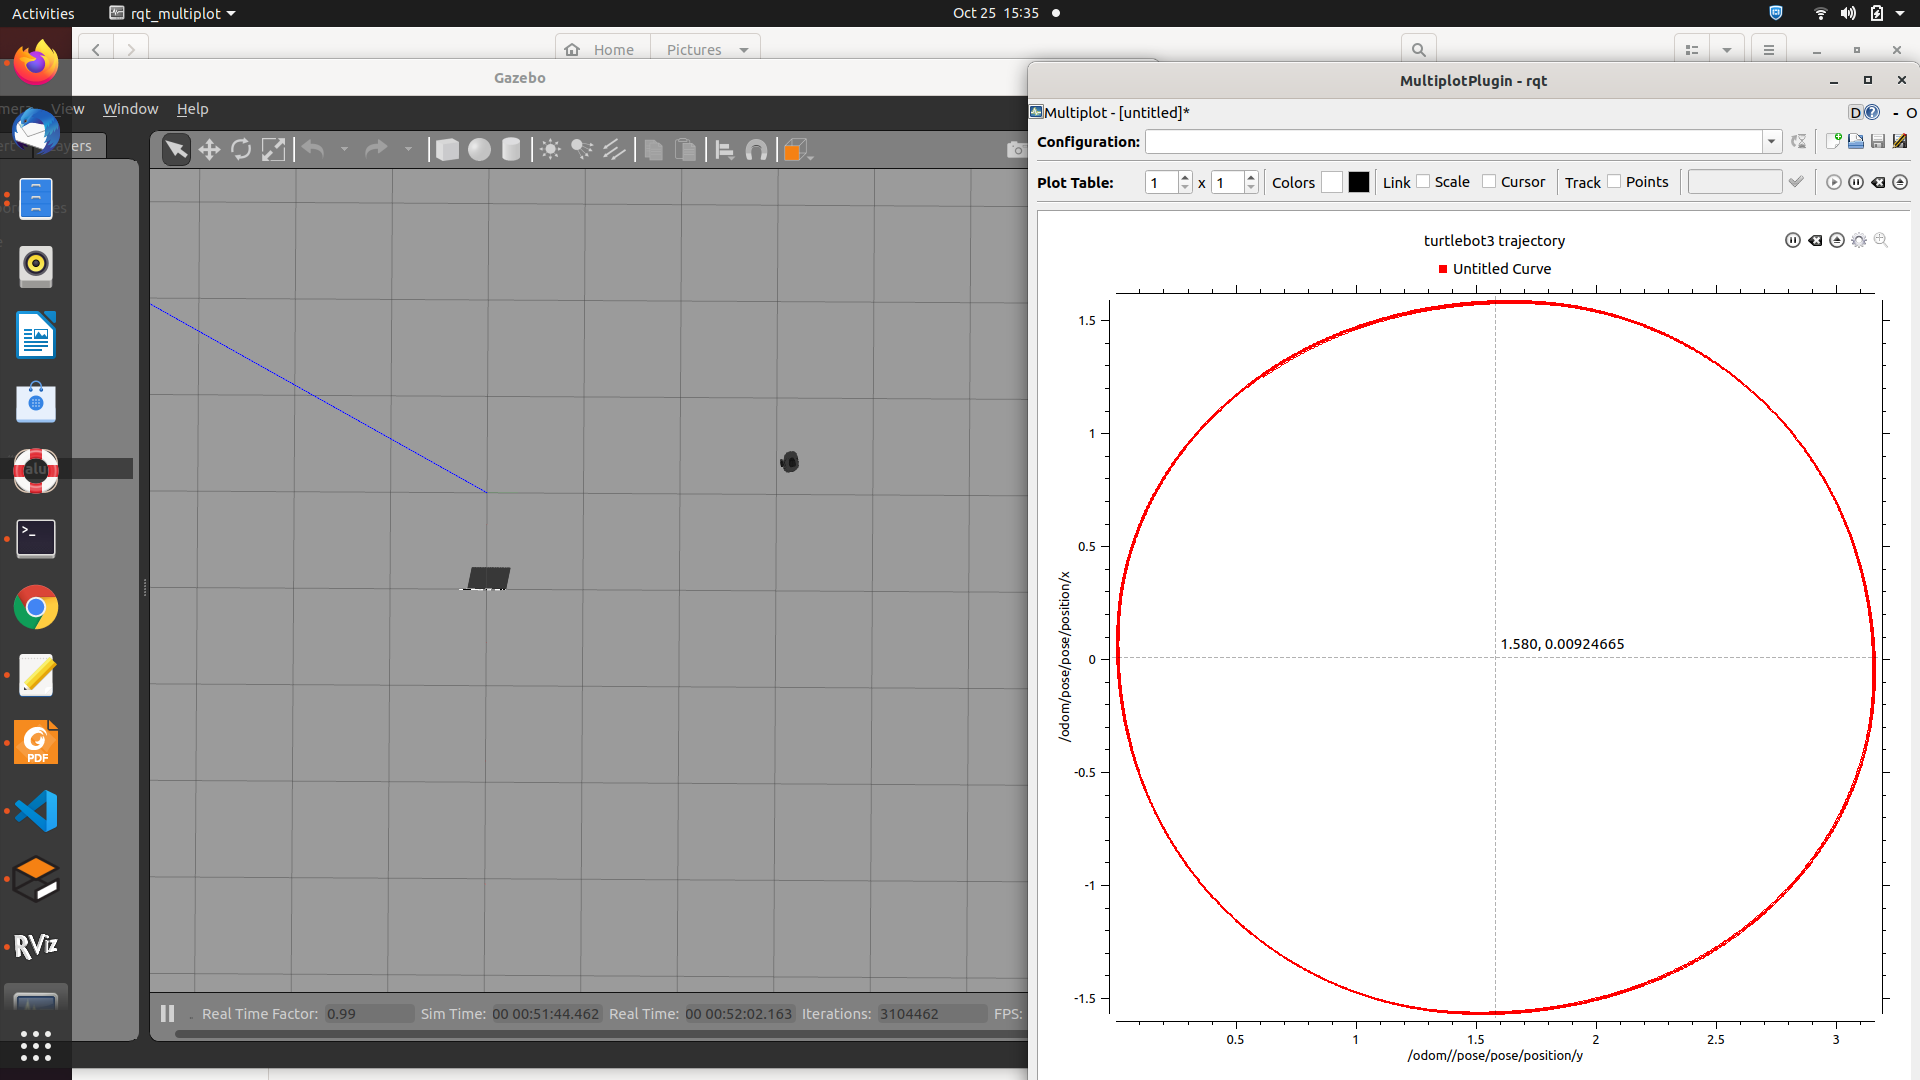 Activities rqt_multiplot Oct 25 15:35
Home Pictures
Gazebo
View Window Help
MultiplotPlugin - rqt
Multiplot - [untitled]* D ? - O
Configuration:
Plot Table: 1 x 1 Colors Link Scale Cursor Track Points
turtlebot3 trajectory
Untitled Curve
1.5
1
0.5
0
-0.5
-1
-1.5
/odom/pose/pose/position/x
1.580, 0.00924665
0.5 1 1.5 2 2.5 3
/odom//pose/pose/position/y
PDF
RViz
>_
Real Time Factor: 0.99 Sim Time: 00 00:51:44.462 Real Time: 00 00:52:02.163 Iterations: 3104462 FPS: